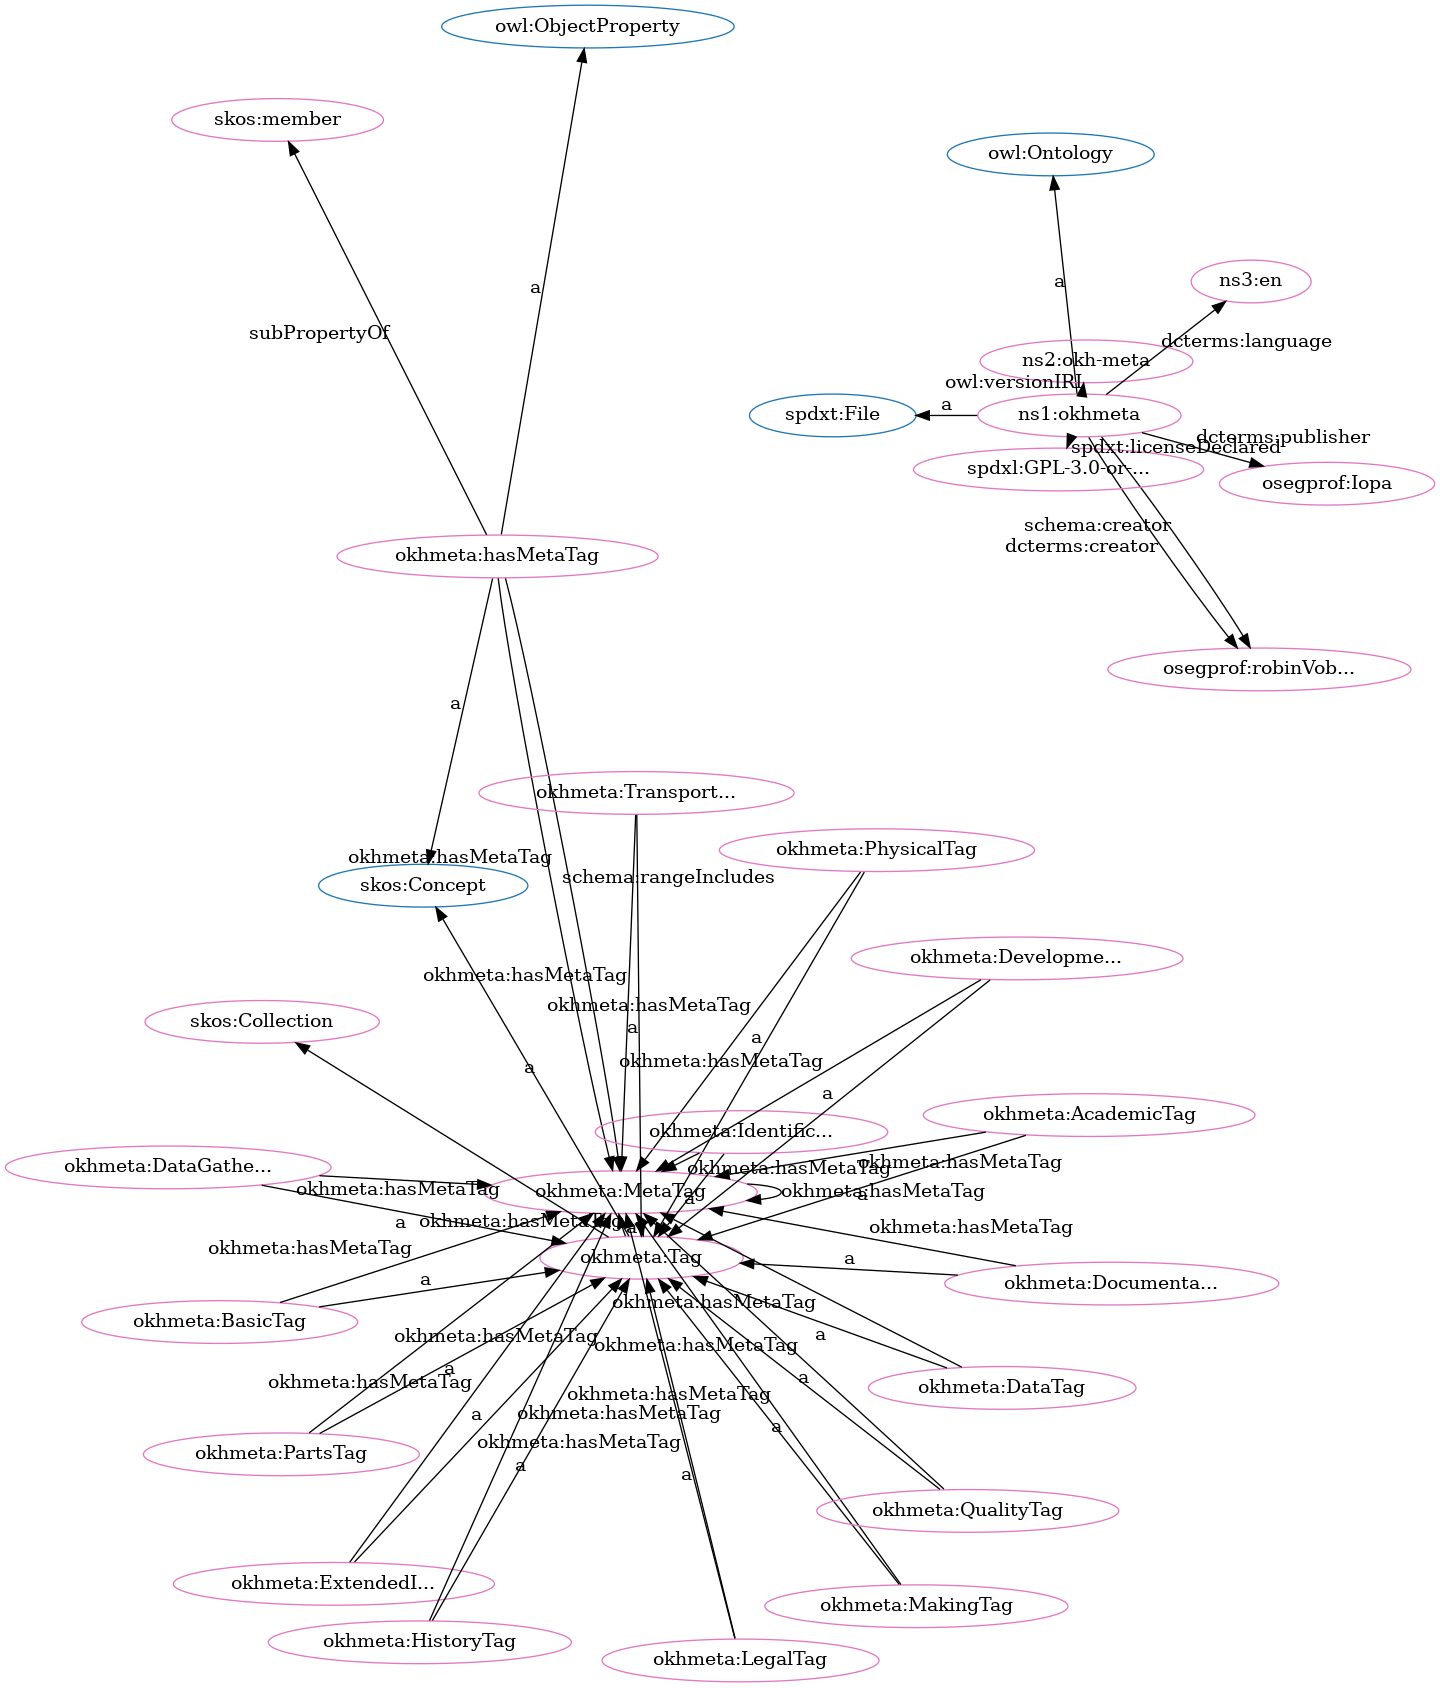 owl:ObjectProperty
skos:member
owl:Ontology
ns3:en
a
a
subPropertyOf
dcterms:language
ns2:okh-meta
owl:versionIRI
a
spdxt:File
ns1:okhmeta
dcterms:publisher
spdxt:licenseDeclared
spdxl:GPL-3.0-or-...
osegprof:Iopa
schema:creator
dcterms:creator
okhmeta:hasMetaTag
osegprof:robinVob...
a
okhmeta:Transport...
okhmeta:PhysicalTag
okhmeta:hasMetaTag
schema:rangeIncludes
skos:Concept
okhmeta:Developme...
okhmeta:hasMetaTag
okhmeta:hasMetaTag
skos:Collection
a
a
okhmeta:hasMetaTag
a
a
okhmeta:AcademicTag
okhmeta:Identific...
okhmeta:hasMetaTag
okhmeta:hasMetaTag
okhmeta:DataGathe...
okhmeta:hasMetaTag
okhmeta:MetaTag
okhmeta:hasMetaTag
a
a
a
okhmeta:hasMetaTag
a
okhmeta:hasMetaTag
okhmeta:hasMetaTag
okhmeta:Tag
a
a
okhmeta:Documenta...
okhmeta:hasMetaTag
okhmeta:BasicTag
okhmeta:hasMetaTag
a
okhmeta:hasMetaTag
a
a
okhmeta:hasMetaTag
okhmeta:DataTag
okhmeta:hasMetaTag
a
okhmeta:hasMetaTag
a
okhmeta:hasMetaTag
okhmeta:PartsTag
a
a
okhmeta:QualityTag
okhmeta:ExtendedI...
okhmeta:MakingTag
okhmeta:HistoryTag
okhmeta:LegalTag